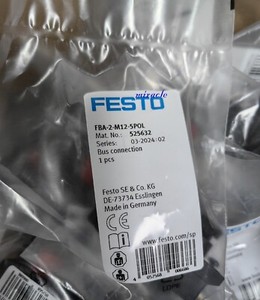 miracle
FESTO
FBA-2-M12-5POL
Mat. No.: 525632
Series: 03-2024-02
Bus connection
1 pcs
Festo SE & Co. KG
DE-73734 Esslingen
Made in Germany
www.festo.com/sp